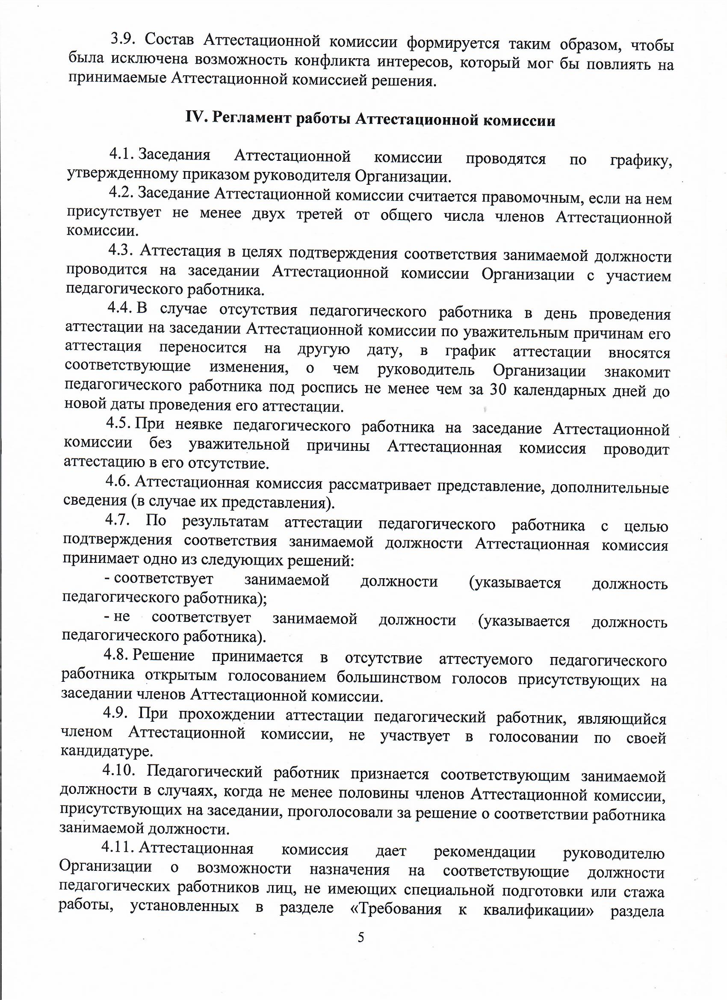 3.9. Состав Аттестационной комиссии формируется таким образом, чтобы
была исключена возможность конфликта интересов, который мог бы повлиять на
принимаемые Аттестационной комиссией решения.
IV. Регламент работы Аттестационной комиссии
4.1. Заседания Аттестационной комиссии проводятся по графику,
утвержденному приказом руководителя Организации.
4.2. Заседание Аттестационной комиссии считается правомочным, если на нем
присутствует не менее двух третей от общего числа членов Аттестационной
комиссии.
4.3. Аттестация в целях подтверждения соответствия занимаемой должности
проводится на заседании Аттестационной комиссии Организации с участием
педагогического работника.
4.4. В случае отсутствия педагогического работника в день проведения
аттестации на заседании Аттестационной комиссии по уважительным причинам его
аттестация переносится на другую дату, в график аттестации вносятся
соответствующие изменения, о чем руководитель Организации знакомит
педагогического работника под роспись не менее чем за 30 календарных дней до
новой даты проведения его аттестации.
4.5. При неявке педагогического работника на заседание Аттестационной
комиссии без уважительной причины Аттестационная комиссия проводит
аттестацию в его отсутствие.
4.6. Аттестационная комиссия рассматривает представление, дополнительные
сведения (в случае их представления).
4.7. По результатам аттестации педагогического работника с целью
подтверждения соответствия занимаемой должности Аттестационная комиссия
принимает одно из следующих решений:
- соответствует занимаемой должности (указывается должность
педагогического работника);
- не соответствует занимаемой должности (указывается должность
педагогического работника).
4.8. Решение принимается в отсутствие аттестуемого педагогического
работника открытым голосованием большинством голосов присутствующих на
заседании членов Аттестационной комиссии.
4.9. При прохождении аттестации педагогический работник, являющийся
членом Аттестационной комиссии, не участвует в голосовании по своей
кандидатуре.
4.10. Педагогический работник признается соответствующим занимаемой
должности в случаях, когда не менее половины членов Аттестационной комиссии,
присутствующих на заседании, проголосовали за решение о соответствии работника
занимаемой должности.
4.11. Аттестационная комиссия дает рекомендации руководителю
Организации о возможности назначения на соответствующие должности
педагогических работников лиц, не имеющих специальной подготовки или стажа
работы, установленных в разделе «Требования к квалификации» раздела
5